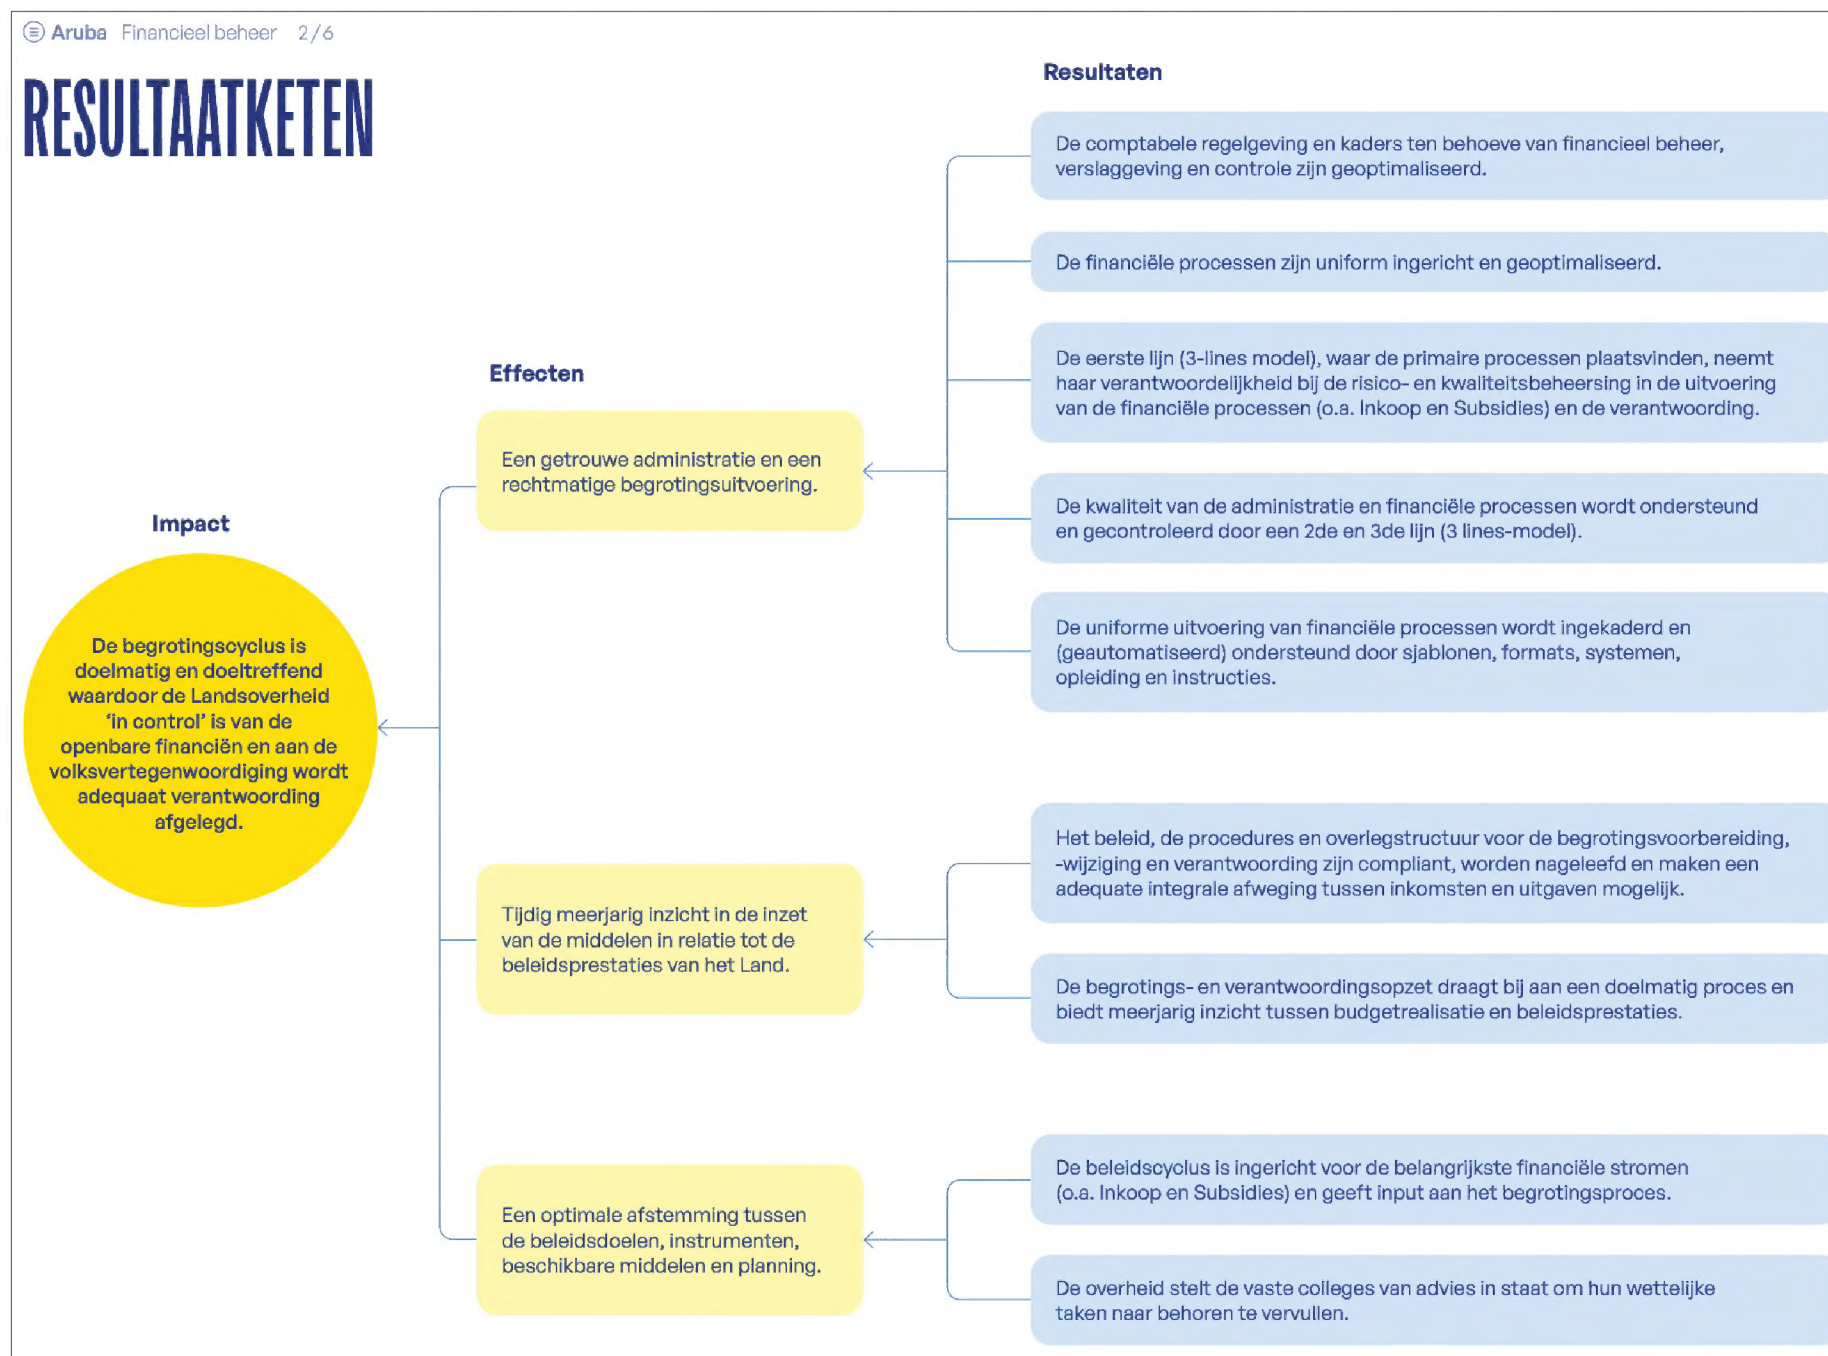 Aruba Financieel beheer 2/6
RESULTAATKETEN
Impact
De begrotingscyclus is
doelmatig en doeltreffend
waardoor de Landsoverheid
‘in control’ is van de
openbare financiën en aan de
volksvertegenwoordiging wordt
adequaat verantwoording
afgelegd.
Effecten
Een getrouwe administratie en een
rechtmatige begrotingsuitvoering.
Tijdig meerjarig inzicht in de inzet
van de middelen in relatie tot de
beleidsprestaties van het Land.
Een optimale afstemming tussen
de beleidsdoelen, instrumenten,
beschikbare middelen en planning.
Resultaten
De comptabele regelgeving en kaders ten behoeve van financieel beheer,
verslaggeving en controle zijn geoptimaliseerd.
De financiële processen zijn uniform ingericht en geoptimaliseerd.
De eerste lijn (3-lines model), waar de primaire processen plaatsvinden, neemt
haar verantwoordelijkheid bij de risico- en kwaliteitsbeheersing in de uitvoering
van de financiële processen (o.a. Inkoop en Subsidies) en de verantwoording.
De kwaliteit van de administratie en financiële processen wordt ondersteund
en gecontroleerd door een 2de en 3de lijn (3 lines-model).
De uniforme uitvoering van financiële processen wordt ingekaderd en
(geautomatiseerd) ondersteund door sjablonen, formats, systemen,
opleiding en instructies.
Het beleid, de procedures en overlegstructuur voor de begrotingsvoorbereiding,
-wijziging en verantwoording zijn compliant, worden nageleefd en maken een
adequate integrale afweging tussen inkomsten en uitgaven mogelijk.
De begrotings- en verantwoordingsopzet draagt bij aan een doelmatig proces en
biedt meerjarig inzicht tussen budgetrealisatie en beleidsprestaties.
De beleidscyclus is ingericht voor de belangrijkste financiële stromen
(o.a. Inkoop en Subsidies) en geeft input aan het begrotingsproces.
De overheid stelt de vaste colleges van advies in staat om hun wettelijke
taken naar behoren te vervullen.